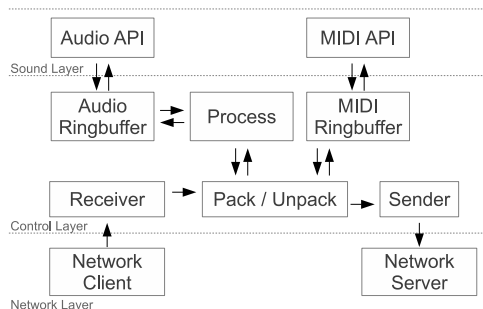 Audio API
MIDI API
Sound Layer
Audio
Ringbuffer
Process
MIDI
Ringbuffer
Receiver
Pack / Unpack
Sender
Control Layer
Network
Client
Network
Server
Network Layer